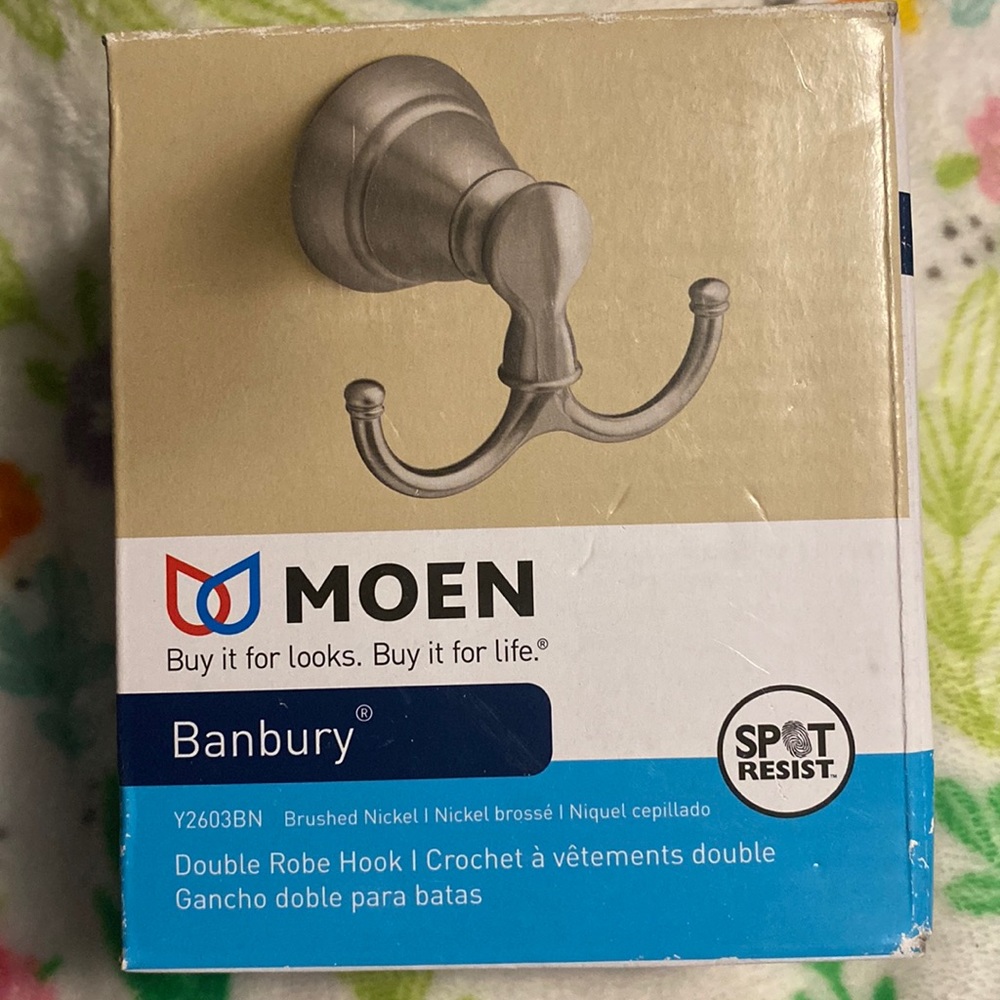 MOEN
Buy it for looks. Buy it for life.®
Banbury®
SPOT
RESIST™
Y2603BN Brushed Nickel | Nickel brossé | Niquel cepillado
Double Robe Hook | Crochet à vêtements double
Gancho doble para batas